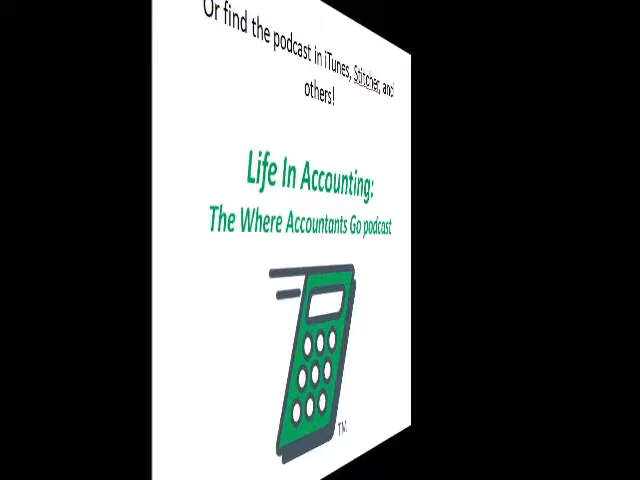 Or find the podcast in iTunes, Stitcher, and
others!
Life In Accounting:
The Where Accountants Go podcast
TM